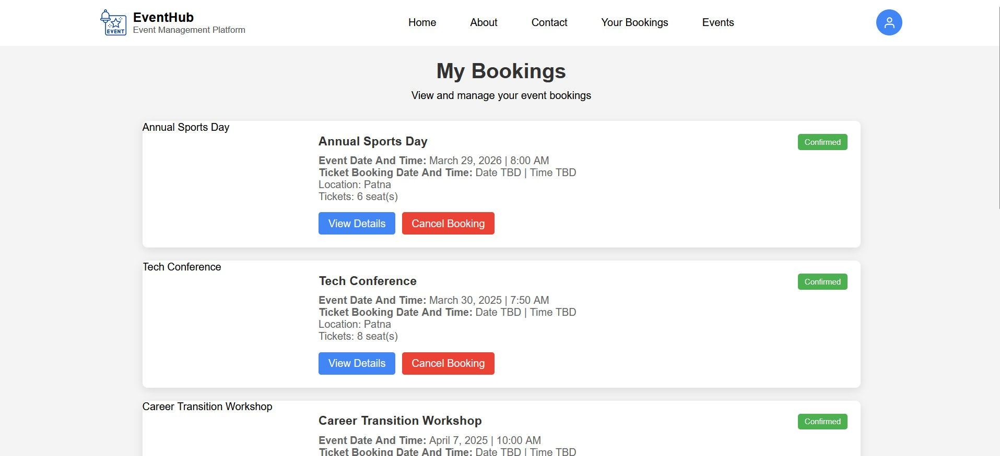 EVENT
EventHub
Event Management Platform
Home About Contact Your Bookings Events
My Bookings
View and manage your event bookings
Annual Sports Day
Annual Sports Day
Confirmed
Event Date And Time: March 29, 2026 | 8:00 AM
Ticket Booking Date And Time: Date TBD | Time TBD
Location: Patna
Tickets: 6 seat(s)
View Details Cancel Booking
Tech Conference
Tech Conference
Confirmed
Event Date And Time: March 30, 2025 | 7:50 AM
Ticket Booking Date And Time: Date TBD | Time TBD
Location: Patna
Tickets: 8 seat(s)
View Details Cancel Booking
Career Transition Workshop
Career Transition Workshop
Confirmed
Event Date And Time: April 7, 2025 | 10:00 AM
Ticket Booking Date And Time: Date TBD | Time TBD